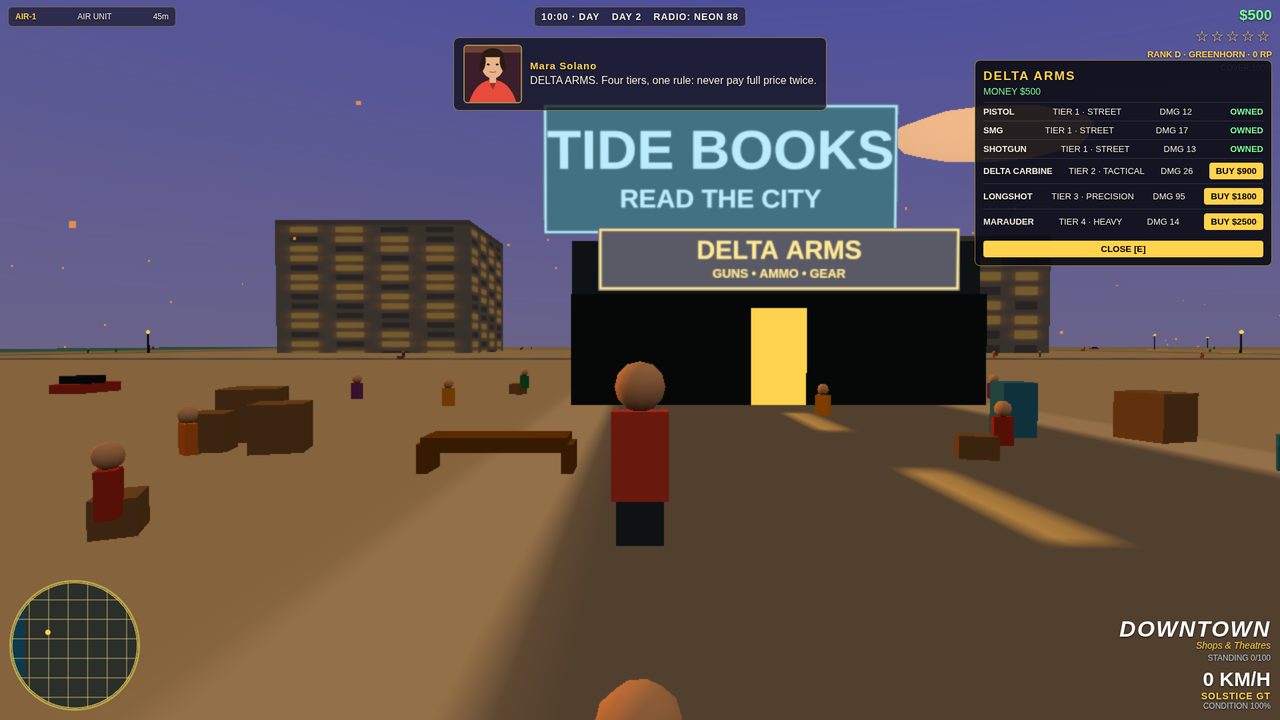 AIR-1 AIR UNIT 45m
10:00 · DAY DAY 2 RADIO: NEON 88
$500
☆☆☆☆☆
RANK D · GREENHORN · 0 RP
Mara Solano
DELTA ARMS. Four tiers, one rule: never pay full price twice.
DELTA ARMS
MONEY $500
PISTOL TIER 1 · STREET DMG 12 OWNED
SMG TIER 1 · STREET DMG 17 OWNED
SHOTGUN TIER 1 · STREET DMG 13 OWNED
DELTA CARBINE TIER 2 · TACTICAL DMG 26 BUY $900
LONGSHOT TIER 3 · PRECISION DMG 95 BUY $1800
MARAUDER TIER 4 · HEAVY DMG 14 BUY $2500
CLOSE [E]
TIDE BOOKS
READ THE CITY
DELTA ARMS
GUNS • AMMO • GEAR
DOWNTOWN
Shops & Theatres
STANDING 0/100
0 KM/H
SOLSTICE GT
CONDITION 100%